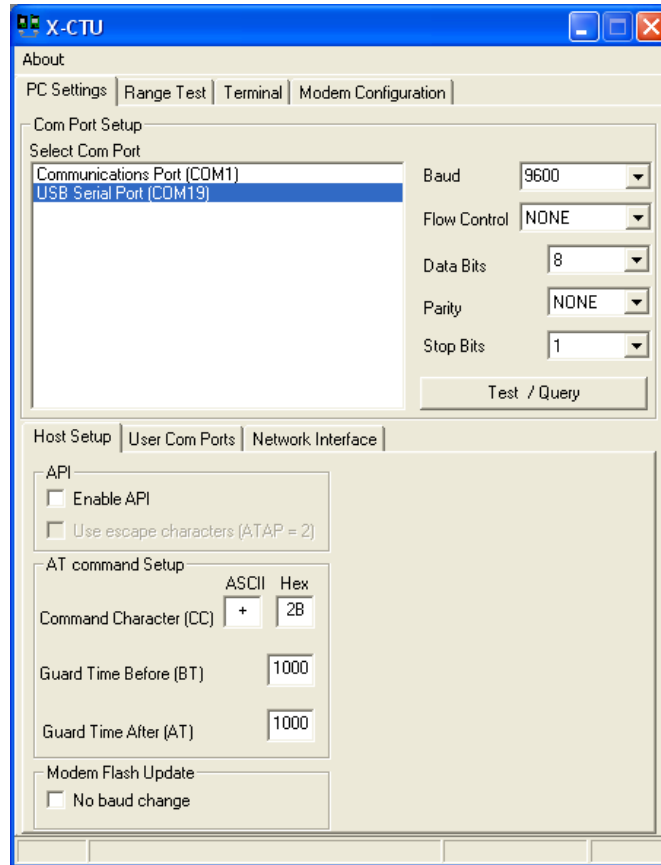 X-CTU
About
PC Settings Range Test Terminal Modem Configuration
Com Port Setup
Select Com Port
Communications Port (COM1)
USB Serial Port (COM19)
Baud 9600
Flow Control NONE
Data Bits 8
Parity NONE
Stop Bits 1
Test / Query
Host Setup User Com Ports Network Interface
API
Enable API
Use escape characters (ATAP = 2)
AT command Setup
ASCII Hex
Command Character (CC) + 2B
Guard Time Before (BT) 1000
Guard Time After (AT) 1000
Modem Flash Update
No baud change